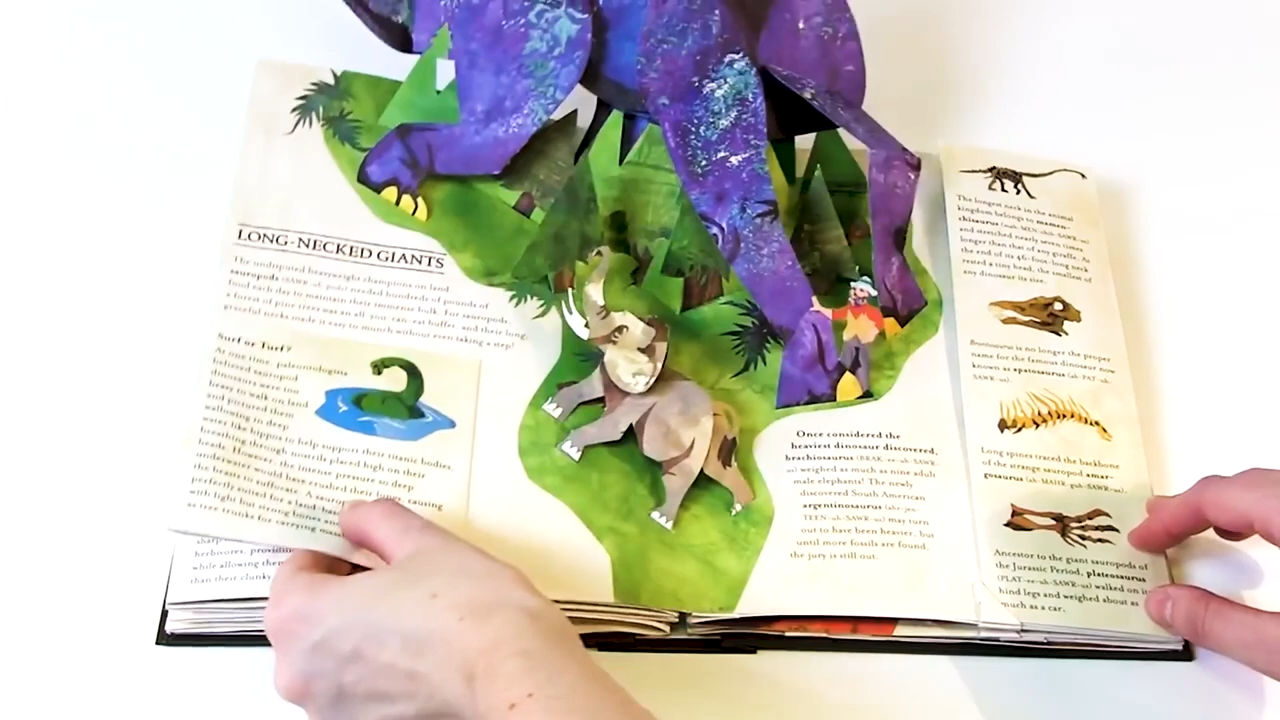 LONG-NECKED GIANTS
The undisputed heavyweight champions on land
sauropods (SAWR-uh-pods) needed hundreds of pounds of
food each day to maintain their immense bulk. For sauropods,
a forest of pine trees was an all-you-can-eat buffet, and their long,
graceful necks made it easy to munch without even taking a step!
Surf or Turf?
At one time, paleontologists
believed sauropod
dinosaurs were too
heavy to walk on land
and pictured them
wallowing in deep
water like hippos to help support their titanic bodies,
breathing through nostrils placed high on their
heads. However, the intense pressure so deep
underwater would have crushed their lungs, causing
the beasts to suffocate. A sauropod
perfectly suited for a land-based
with light but strong bones and
as tree trunks for carrying
herbivores,
while allowing them
than their clunky
Once considered the
heaviest dinosaur discovered,
brachiosaurus (BRAK-ee-uh-SAWR-
us) weighed as much as nine adult
male elephants! The newly
discovered South American
argentinosaurus (ahr-jen-
TEEN-uh-SAWR-us) may turn
out to have been heavier, but
until more fossils are found,
the jury is still out.
The longest neck in the animal
kingdom belongs to mamen-
chisaurus (mah-MEN-chih-SAWR-us)
and stretched nearly seven times
longer than that of any giraffe. At
the end of its 46-foot-long neck
rested a tiny head, the smallest of
any dinosaur its size.
Brontosaurus is no longer the proper
name for the famous dinosaur now
known as apatosaurus (ah-PAT-uh-
SAWR-us).
Long spines traced the backbone
of the strange sauropod amar-
gosaurus (ah-MAHR-guh-SAWR-us).
Ancestor to the giant sauropods of
the Jurassic Period, plateosaurus
(PLAT-ee-uh-SAWR-us) walked on its
hind legs and weighed about as
much as a car.